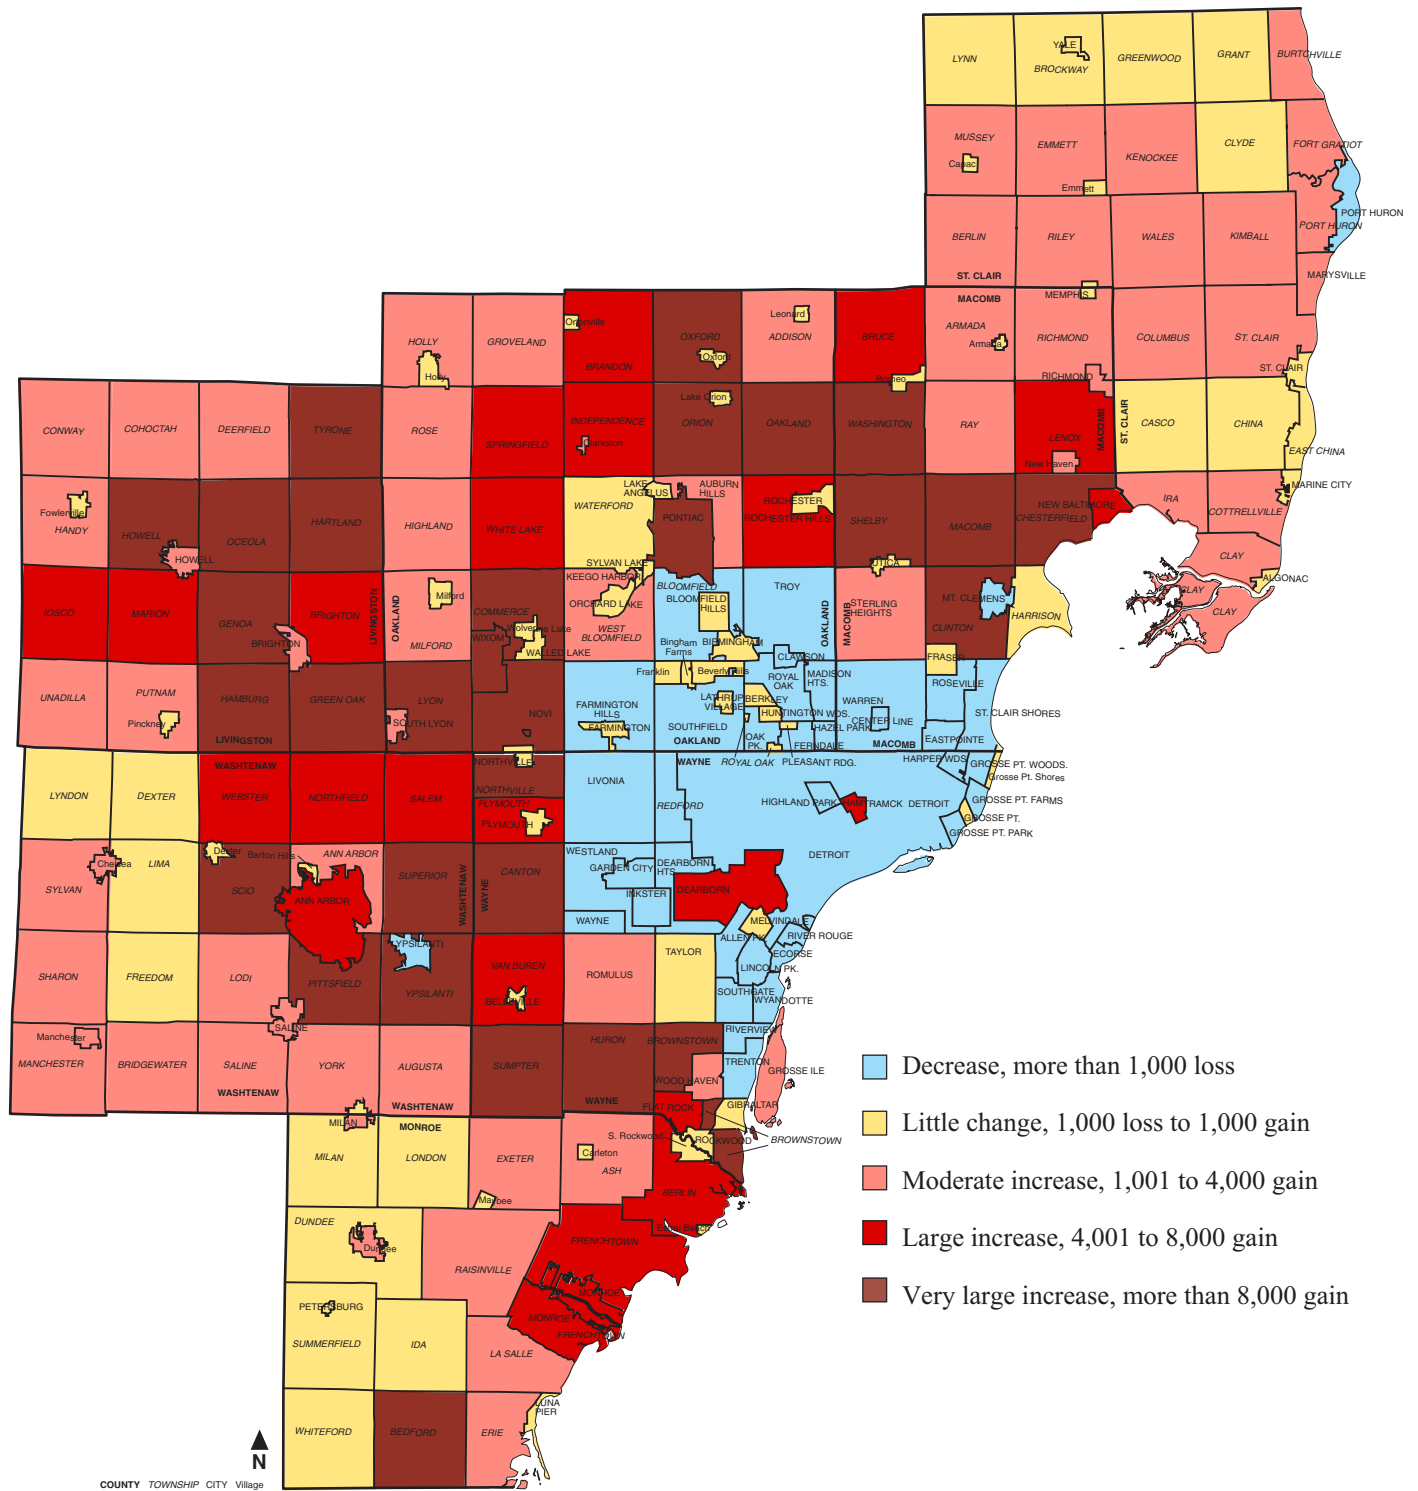 LYNN
YALE
BROCKWAY
GREENWOOD
GRANT
BURTCHVILLE
MUSSEY
Capac
EMMETT
Emmett
KENOCKEE
CLYDE
FORT GRATIOT
PORT HURON
PORT HURON
BERLIN
RILEY
WALES
KIMBALL
ST. CLAIR
MARYSVILLE
MACOMB
MEMPHIS
ARMADA
Armada
RICHMOND
COLUMBUS
ST. CLAIR
HOLLY
Holly
GROVELAND
Ortonville
BRANDON
OXFORD
Oxford
Leonard
ADDISON
BRUCE
Romeo
RICHMOND
ST. CLAIR
CONWAY
COHOCTAH
DEERFIELD
TYRONE
ROSE
SPRINGFIELD
INDEPENDENCE
Clarkston
Lake Orion
ORION
OAKLAND
WASHINGTON
RAY
LENOX
New Haven
MACOMB
ST. CLAIR
CASCO
CHINA
EAST CHINA
MARINE CITY
Fowlerville
HANDY
HOWELL
HOWELL
OCEOLA
HARTLAND
HIGHLAND
WHITE LAKE
WATERFORD
LAKE
ANGELUS
AUBURN
HILLS
PONTIAC
ROCHESTER
ROCHESTER HILLS
SHELBY
MACOMB
NEW BALTIMORE
CHESTERFIELD
IRA
COTTRELLVILLE
CLAY
ALGONAC
CLAY
CLAY
IOSCO
MARION
GENOA
BRIGHTON
BRIGHTON
LIVINGSTON
OAKLAND
Milford
MILFORD
COMMERCE
WIXOM
Wolverine Lake
WALLED LAKE
SYLVAN LAKE
KEEGO HARBOR
ORCHARD LAKE
WEST
BLOOMFIELD
BLOOMFIELD
BLOOMFIELD
HILLS
TROY
OAKLAND
MACOMB
UTICA
STERLING
HEIGHTS
MT. CLEMENS
CLINTON
HARRISON
Bingham
Farms
BIRMINGHAM
CLAWSON
FRASER
UNADILLA
PUTNAM
Pinckney
HAMBURG
LIVINGSTON
GREEN OAK
LYON
SOUTH LYON
NOVI
FARMINGTON
HILLS
FARMINGTON
Franklin
Beverly Hills
LATHRUP
VILLAGE
SOUTHFIELD
OAKLAND
ROYAL
OAK
MADISON
HTS.
BERKLEY
HUNTINGTON WDS.
OAK
PK.
ROYAL OAK
FERNDALE
PLEASANT RDG.
HAZEL PARK
WARREN
CENTER LINE
MACOMB
ROSEVILLE
ST. CLAIR SHORES
EASTPOINTE
LYNDON
DEXTER
WASHTENAW
WEBSTER
NORTHFIELD
SALEM
NORTHVILLE
NORTHVILLE
PLYMOUTH
PLYMOUTH
LIVONIA
WAYNE
REDFORD
HIGHLAND PARK
HAMTRAMCK
DETROIT
DETROIT
HARPER WDS.
GROSSE PT. WOODS.
Grosse Pt. Shores
GROSSE PT. FARMS
GROSSE PT.
GROSSE PT. PARK
SYLVAN
Chelsea
LIMA
Dexter
SCIO
Barton Hills
ANN ARBOR
ANN ARBOR
SUPERIOR
WASHTENAW
WAYNE
CANTON
WESTLAND
GARDEN CITY
INKSTER
WAYNE
DEARBORN
HTS.
DEARBORN
MELVINDALE
ALLEN PK.
RIVER ROUGE
ECORSE
LINCOLN PK.
SHARON
FREEDOM
LODI
PITTSFIELD
YPSILANTI
YPSILANTI
VAN BUREN
BELLEVILLE
ROMULUS
TAYLOR
SOUTHGATE
WYANDOTTE
Manchester
MANCHESTER
BRIDGEWATER
SALINE
SALINE
WASHTENAW
YORK
AUGUSTA
WASHTENAW
SUMPTER
HURON
WAYNE
BROWNSTOWN
RIVERVIEW
TRENTON
WOOD HAVEN
GROSSE ILE
FLAT ROCK
GIBRALTAR
S. Rockwood
ROCKWOOD
BROWNSTOWN
MILAN
MONROE
MILAN
LONDON
EXETER
Maybee
Carleton
ASH
BERLIN
Estral Beach
DUNDEE
Dundee
RAISINVILLE
FRENCHTOWN
MONROE
MONROE
FRENCHTOWN
PETERSBURG
SUMMERFIELD
IDA
LA SALLE
WHITEFORD
BEDFORD
ERIE
LUNA
PIER
Decrease, more than 1,000 loss
Little change, 1,000 loss to 1,000 gain
Moderate increase, 1,001 to 4,000 gain
Large increase, 4,001 to 8,000 gain
Very large increase, more than 8,000 gain
N
COUNTY TOWNSHIP CITY Village